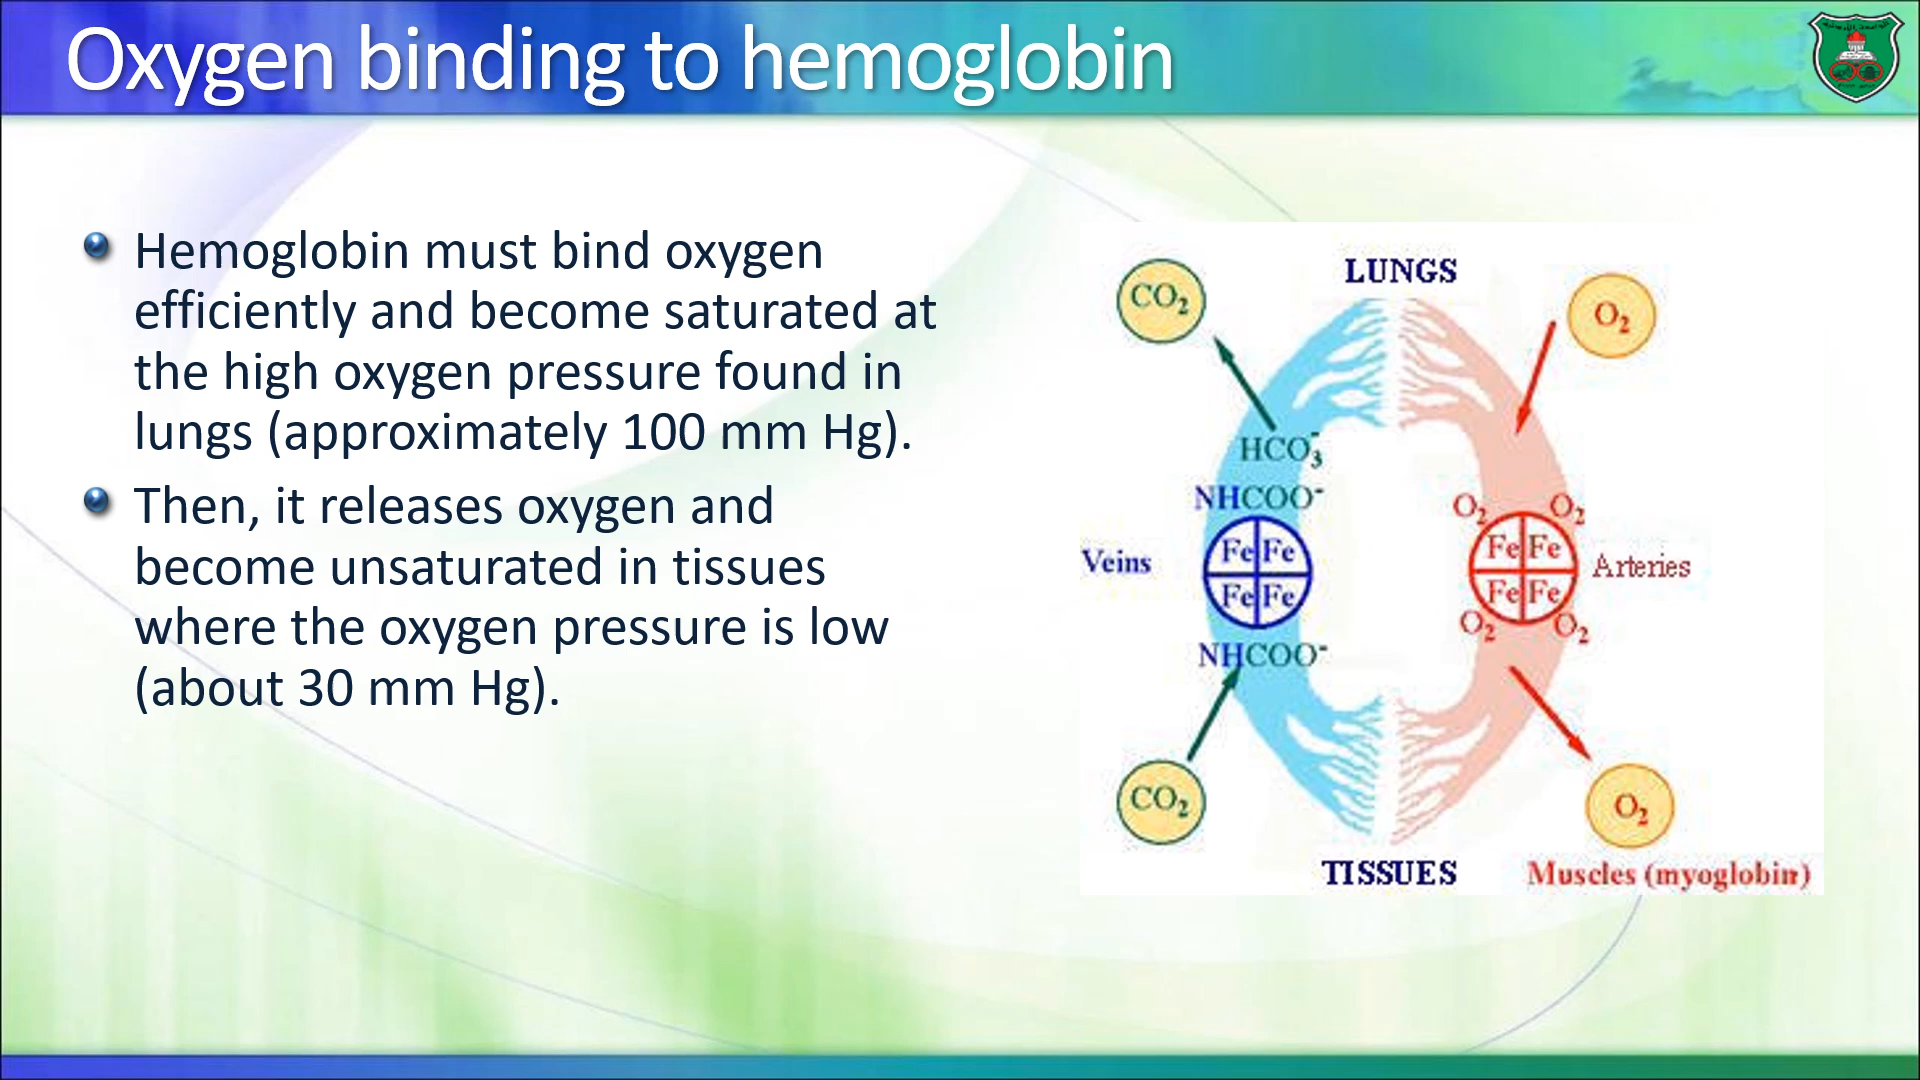 Oxygen binding to hemoglobin
Hemoglobin must bind oxygen
efficiently and become saturated at
the high oxygen pressure found in
lungs (approximately 100 mm Hg).
Then, it releases oxygen and
become unsaturated in tissues
where the oxygen pressure is low
(about 30 mm Hg).
LUNGS
CO₂
O₂
HCO₃⁻
NHCOO⁻
O₂ O₂
Fe Fe
Fe Fe
Fe Fe
Fe Fe
Veins
Arteries
O₂ O₂
NHCOO⁻
CO₂
O₂
TISSUES
Muscles (myoglobin)